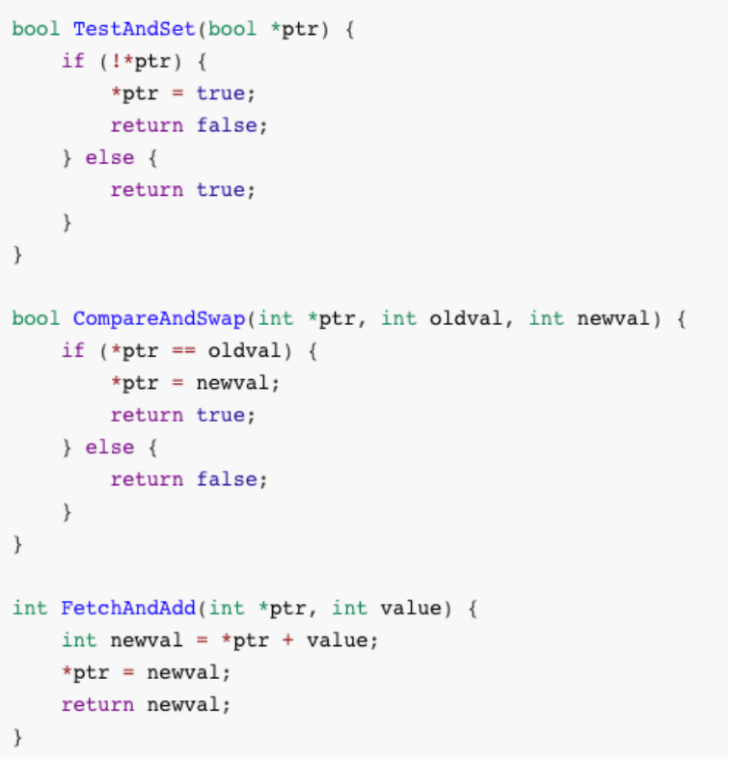 bool TestAndSet(bool *ptr) {
    if (!*ptr) {
        *ptr = true;
        return false;
    } else {
        return true;
    }
}

bool CompareAndSwap(int *ptr, int oldval, int newval) {
    if (*ptr == oldval) {
        *ptr = newval;
        return true;
    } else {
        return false;
    }
}

int FetchAndAdd(int *ptr, int value) {
    int newval = *ptr + value;
    *ptr = newval;
    return newval;
}